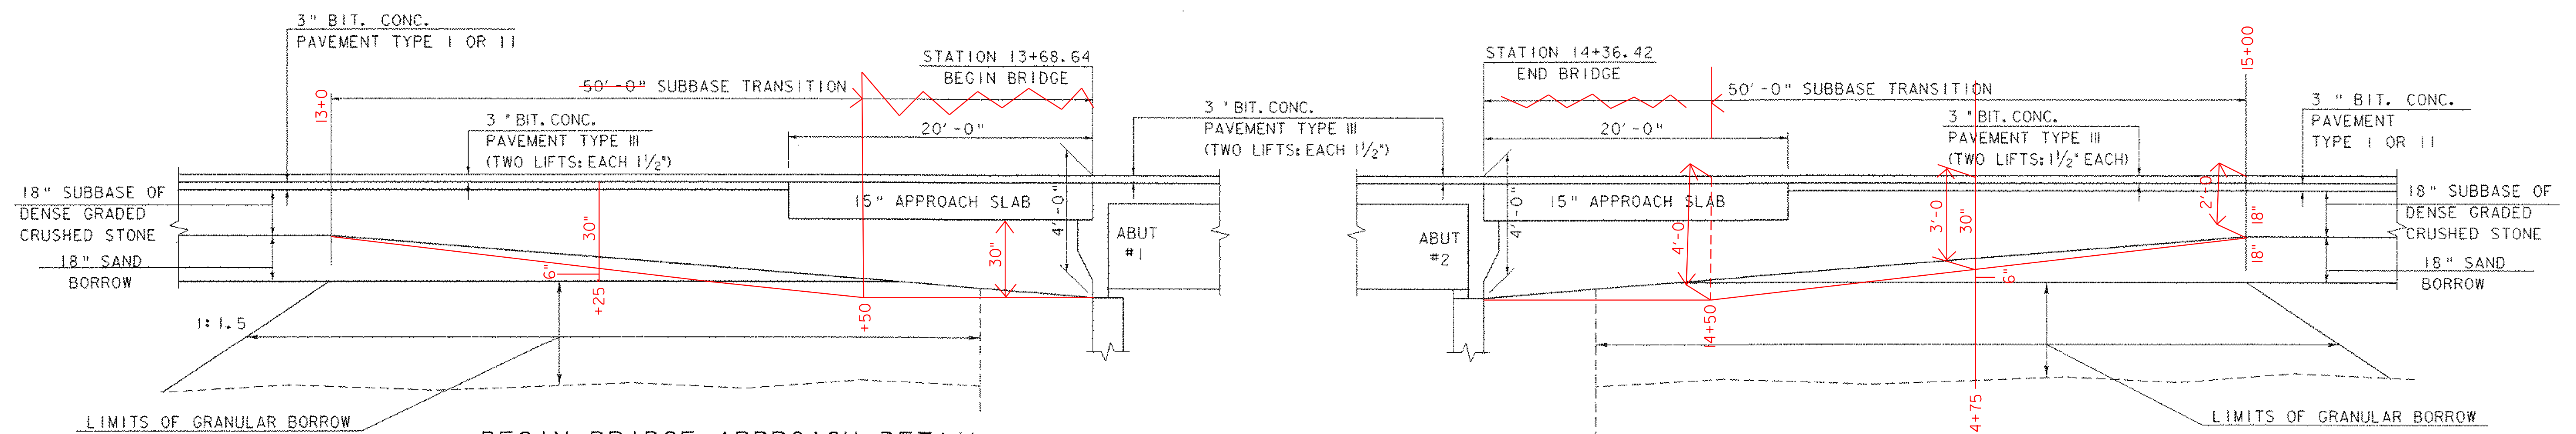 3" BIT. CONC.
PAVEMENT TYPE I OR II
13+0
50'-0" SUBBASE TRANSITION
STATION 13+68.64
BEGIN BRIDGE
3" BIT. CONC.
PAVEMENT TYPE III
(TWO LIFTS: EACH 1½")
20'-0"
18" SUBBASE OF
DENSE GRADED
CRUSHED STONE
18" SAND
BORROW
15" APPROACH SLAB
4'-0"
30"
6"
+25
+50
30"
ABUT
#1
1:1.5
LIMITS OF GRANULAR BORROW
3" BIT. CONC.
PAVEMENT TYPE III
(TWO LIFTS: EACH 1½")
STATION 14+36.42
END BRIDGE
50'-0" SUBBASE TRANSITION
15+00
20'-0"
3" BIT. CONC.
PAVEMENT TYPE III
(TWO LIFTS: 1½" EACH)
3" BIT. CONC.
PAVEMENT
TYPE I OR II
ABUT
#2
4'-0"
15" APPROACH SLAB
4'-0
3'-0
30"
2'-0
18"
18"
6"
14+50
4+75
18" SUBBASE OF
DENSE GRADED
CRUSHED STONE
18" SAND
BORROW
LIMITS OF GRANULAR BORROW